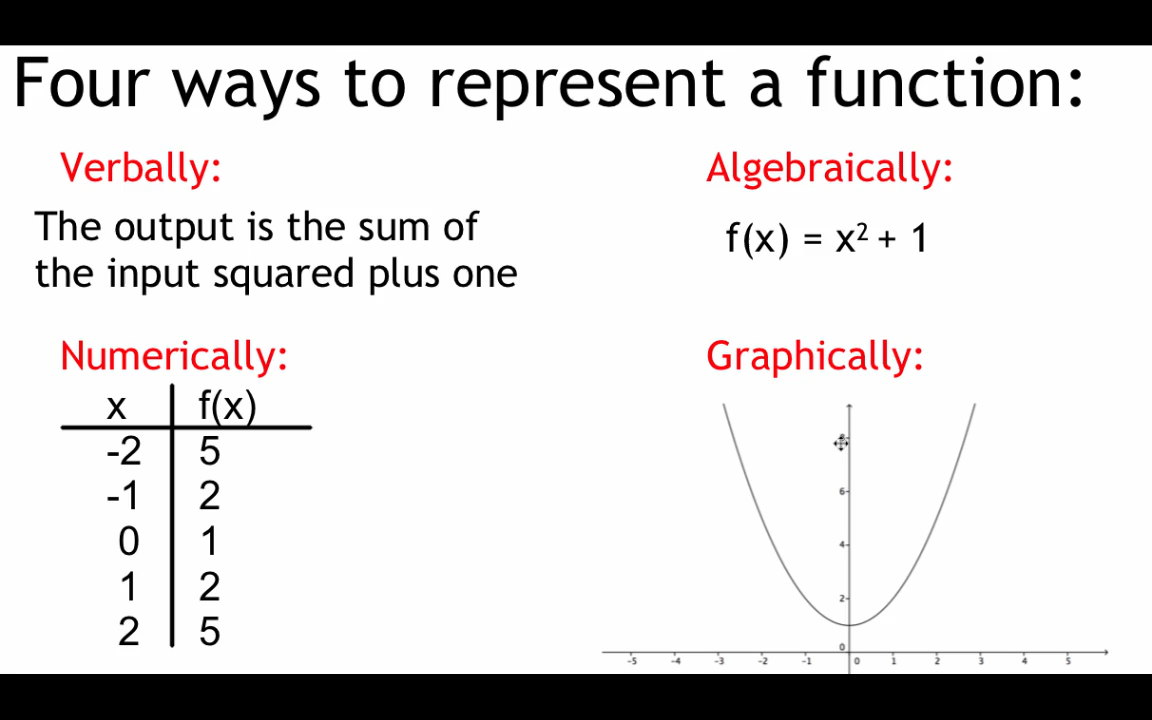 Four ways to represent a function:
Verbally:
The output is the sum of
the input squared plus one
Algebraically:
f(x) = x² + 1
Numerically:
x f(x)
-2 5
-1 2
0 1
1 2
2 5
Graphically:
6
4
2
0
-5 -4 -3 -2 -1 0 1 2 3 4 5